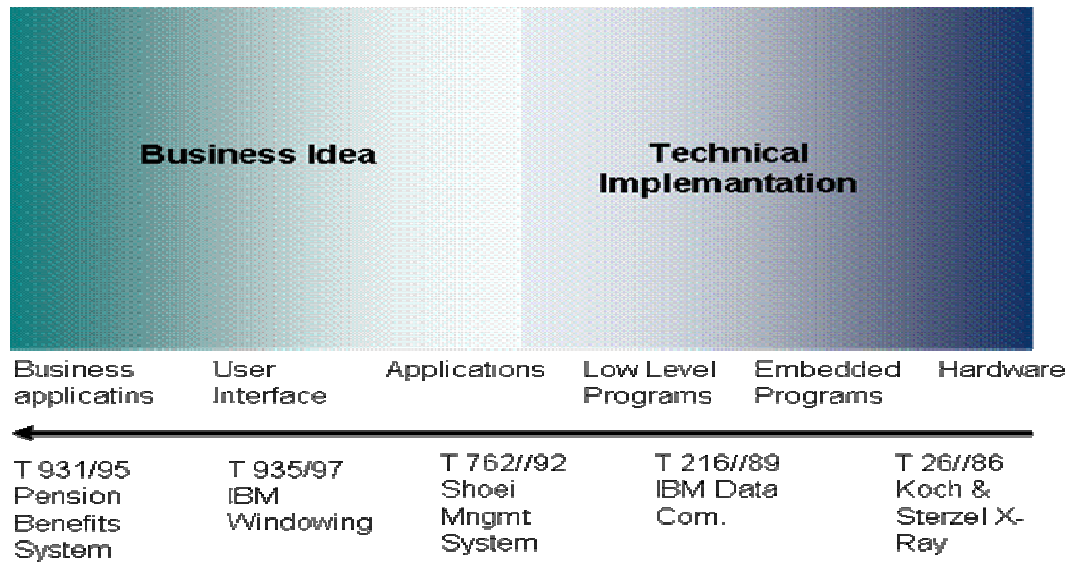 Business Idea
Technical
Implemantation
Business
applicatins
User
Interface
Applications
Low Level
Programs
Embedded
Programs
Hardware
T 931/95
Pension
Benefits
System
T 935/97
IBM
Windowing
T 762//92
Shoei
Mngmt
System
T 216//89
IBM Data
Com.
T 26//86
Koch &
Sterzel X-
Ray